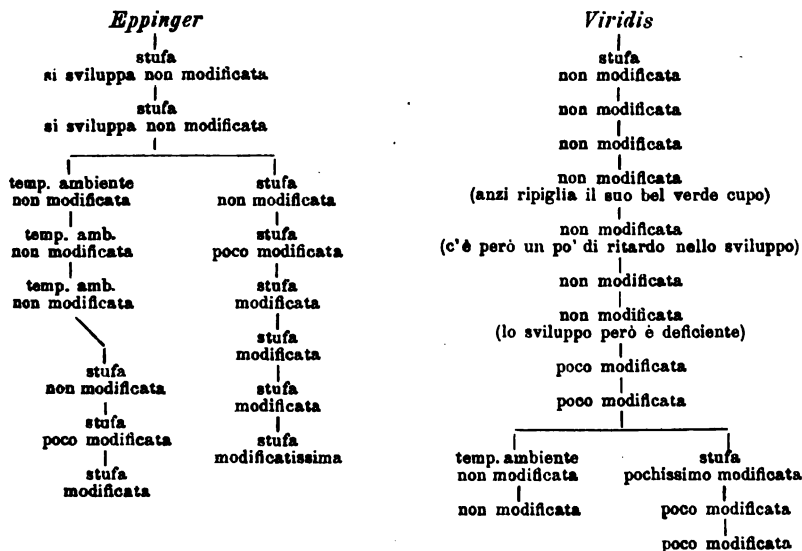 Eppinger
stufa
si sviluppa non modificata
stufa
si sviluppa non modificata
temp. ambiente
non modificata
temp. amb.
non modificata
temp. amb.
non modificata
stufa
non modificata
stufa
poco modificata
stufa
modificata
stufa
non modificata
stufa
poco modificata
stufa
modificata
stufa
modificata
stufa
modificata
stufa
modificatissima
Viridis
stufa
non modificata
non modificata
non modificata
non modificata
(anzi ripiglia il suo bel verde cupo)
non modificata
(c'è però un po' di ritardo nello sviluppo)
non modificata
non modificata
(lo sviluppo però è deficiente)
poco modificata
poco modificata
temp. ambiente
non modificata
non modificata
stufa
pochissimo modificata
poco modificata
poco modificata